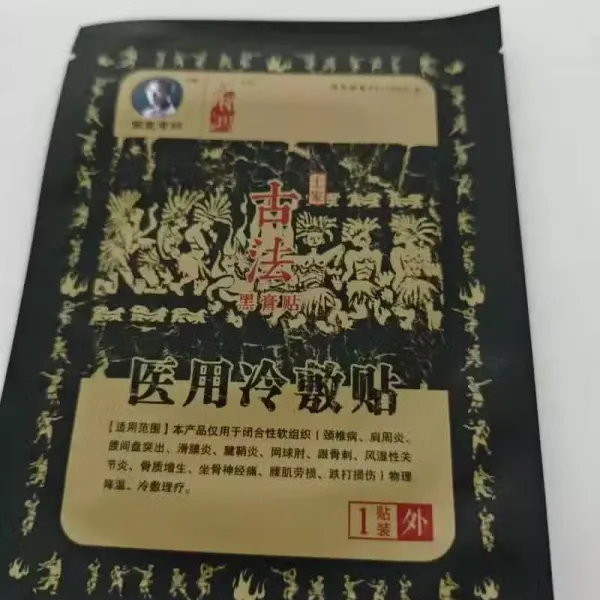 土家
古法
黑膏贴
医用冷敷贴
【适用范围】本产品仅用于闭合性软组织(颈椎病、肩周炎、
腰间盘突出、滑膜炎、腱鞘炎、网球肘、跟骨刺、风湿性关
节炎、骨质增生、坐骨神经痛、腰肌劳损、跌打损伤)物理
降温、冷敷理疗。
1贴装 外